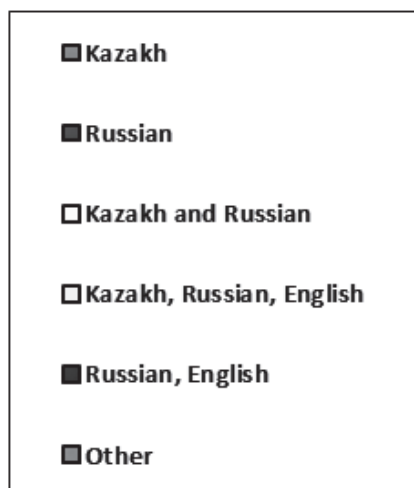 Kazakh
Russian
Kazakh and Russian
Kazakh, Russian, English
Russian, English
Other